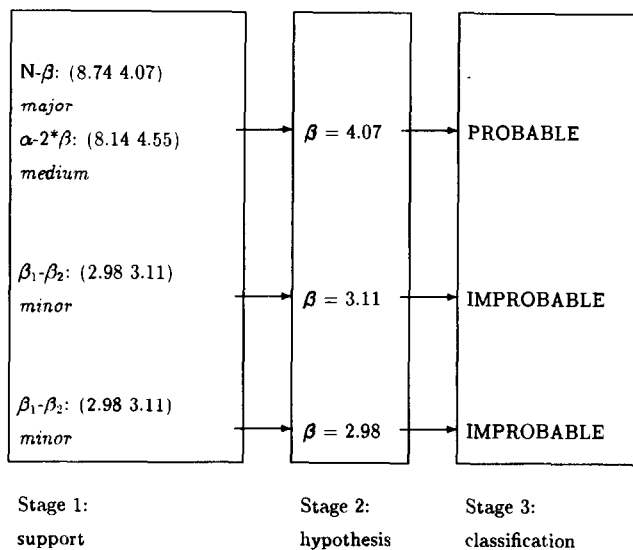 N-β: (8.74 4.07)
major
α-2*β: (8.14 4.55)
medium
β = 4.07
PROBABLE
β₁-β₂: (2.98 3.11)
minor
β = 3.11
IMPROBABLE
β₁-β₂: (2.98 3.11)
minor
β = 2.98
IMPROBABLE
Stage 1:
support
Stage 2:
hypothesis
Stage 3:
classification